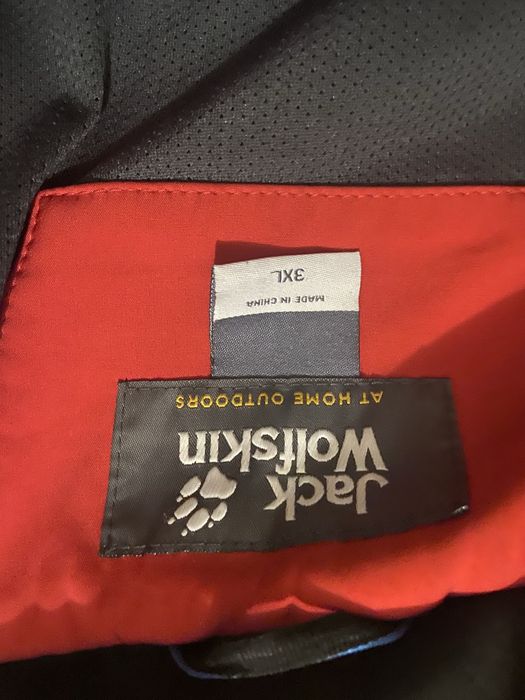 Jack
Wolfskin
AT HOME OUTDOORS
MADE IN CHINA
3XL